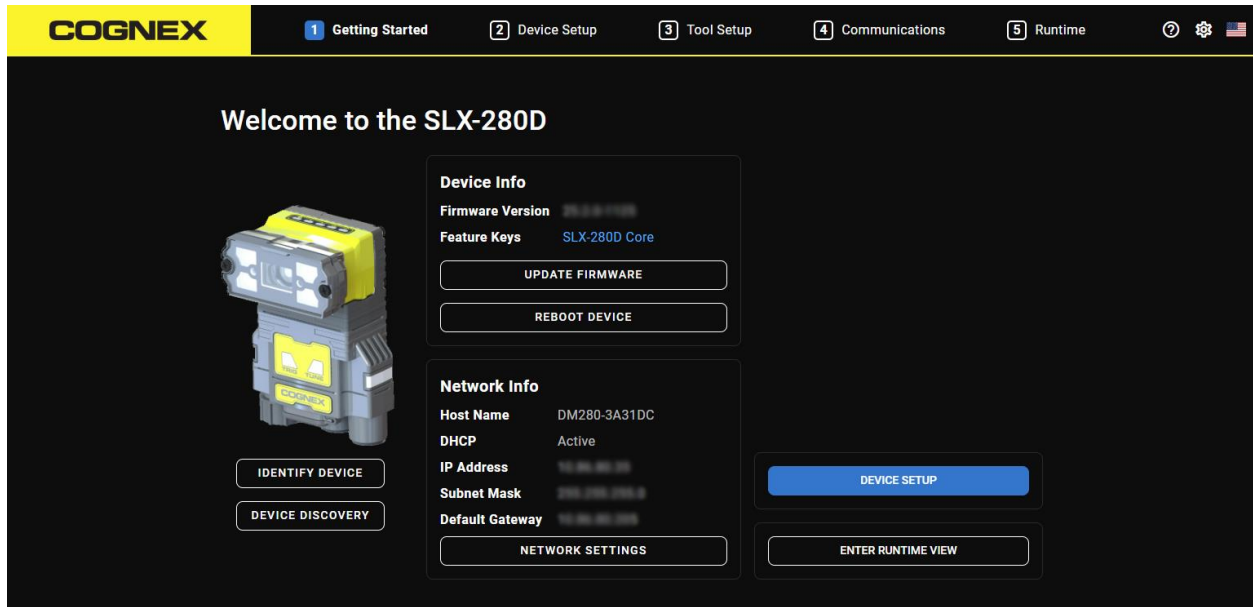 COGNEX
1 Getting Started
2 Device Setup
3 Tool Setup
4 Communications
5 Runtime
Welcome to the SLX-280D
Device Info
Firmware Version
Feature Keys SLX-280D Core
UPDATE FIRMWARE
REBOOT DEVICE
COGNEX
IDENTIFY DEVICE
DEVICE DISCOVERY
Network Info
Host Name DM280-3A31DC
DHCP Active
IP Address
Subnet Mask
Default Gateway
NETWORK SETTINGS
DEVICE SETUP
ENTER RUNTIME VIEW